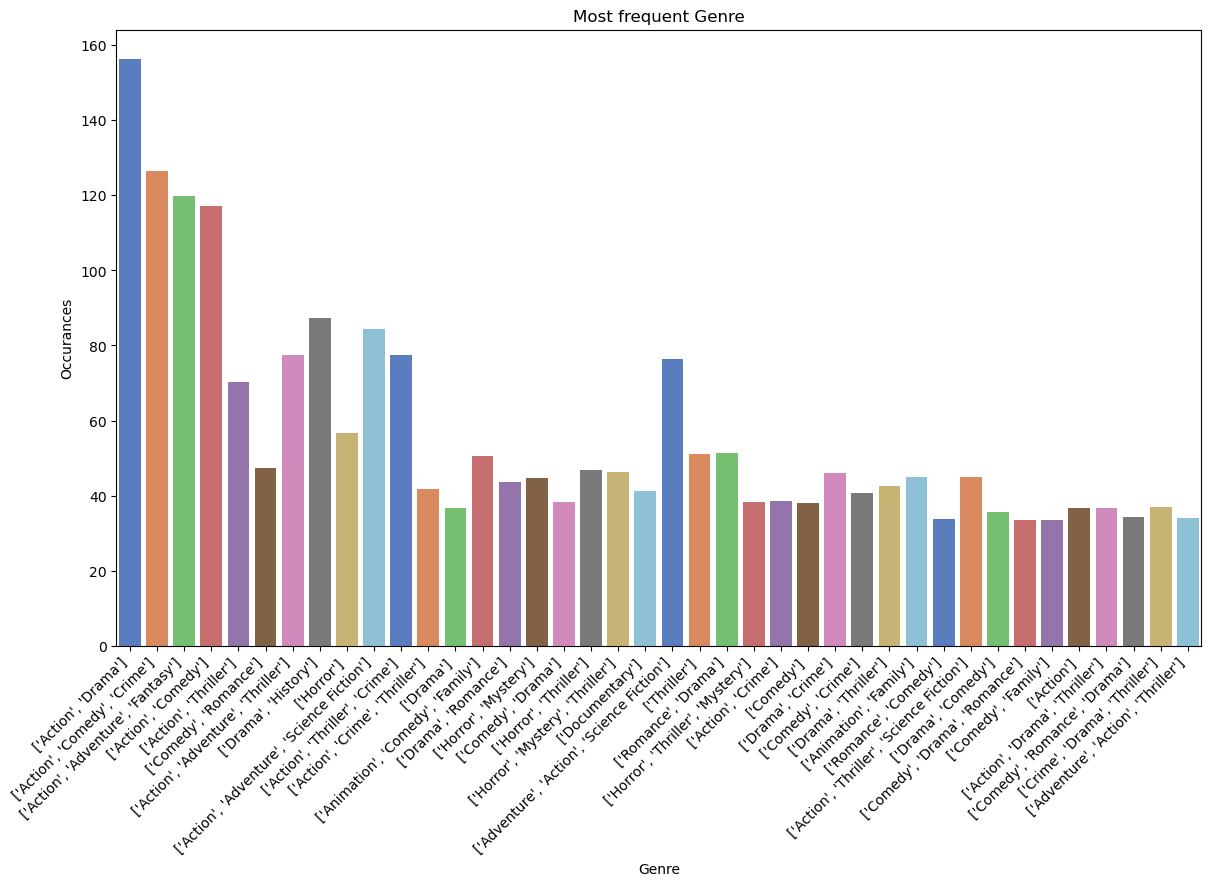 Most frequent Genre
Occurances
160
140
120
100
80
60
40
20
0
['Action', 'Drama']
['Action', 'Comedy', 'Crime']
['Action', 'Adventure', 'Fantasy']
['Action', 'Comedy']
['Action', 'Thriller']
['Comedy', 'Romance']
['Action', 'Adventure', 'Thriller']
['Drama', 'History']
['Horror']
['Action', 'Adventure', 'Science Fiction']
['Action', 'Thriller', 'Crime']
['Action', 'Crime', 'Thriller']
['Drama']
['Animation', 'Comedy', 'Family']
['Drama', 'Romance']
['Horror', 'Mystery']
['Comedy', 'Drama']
['Horror', 'Thriller']
['Horror', 'Mystery', 'Thriller']
['Documentary']
['Adventure', 'Action', 'Science Fiction']
['Thriller']
['Romance', 'Drama']
['Horror', 'Thriller', 'Mystery']
['Action', 'Crime']
['Comedy']
['Drama', 'Crime']
['Comedy', 'Crime']
['Drama', 'Thriller']
['Animation', 'Family']
['Romance', 'Comedy']
['Action', 'Thriller', 'Science Fiction']
['Drama', 'Comedy']
['Comedy', 'Drama', 'Romance']
['Comedy', 'Family']
['Action']
['Action', 'Drama', 'Thriller']
['Comedy', 'Romance', 'Drama']
['Crime', 'Drama', 'Thriller']
['Adventure', 'Action', 'Thriller']
Genre